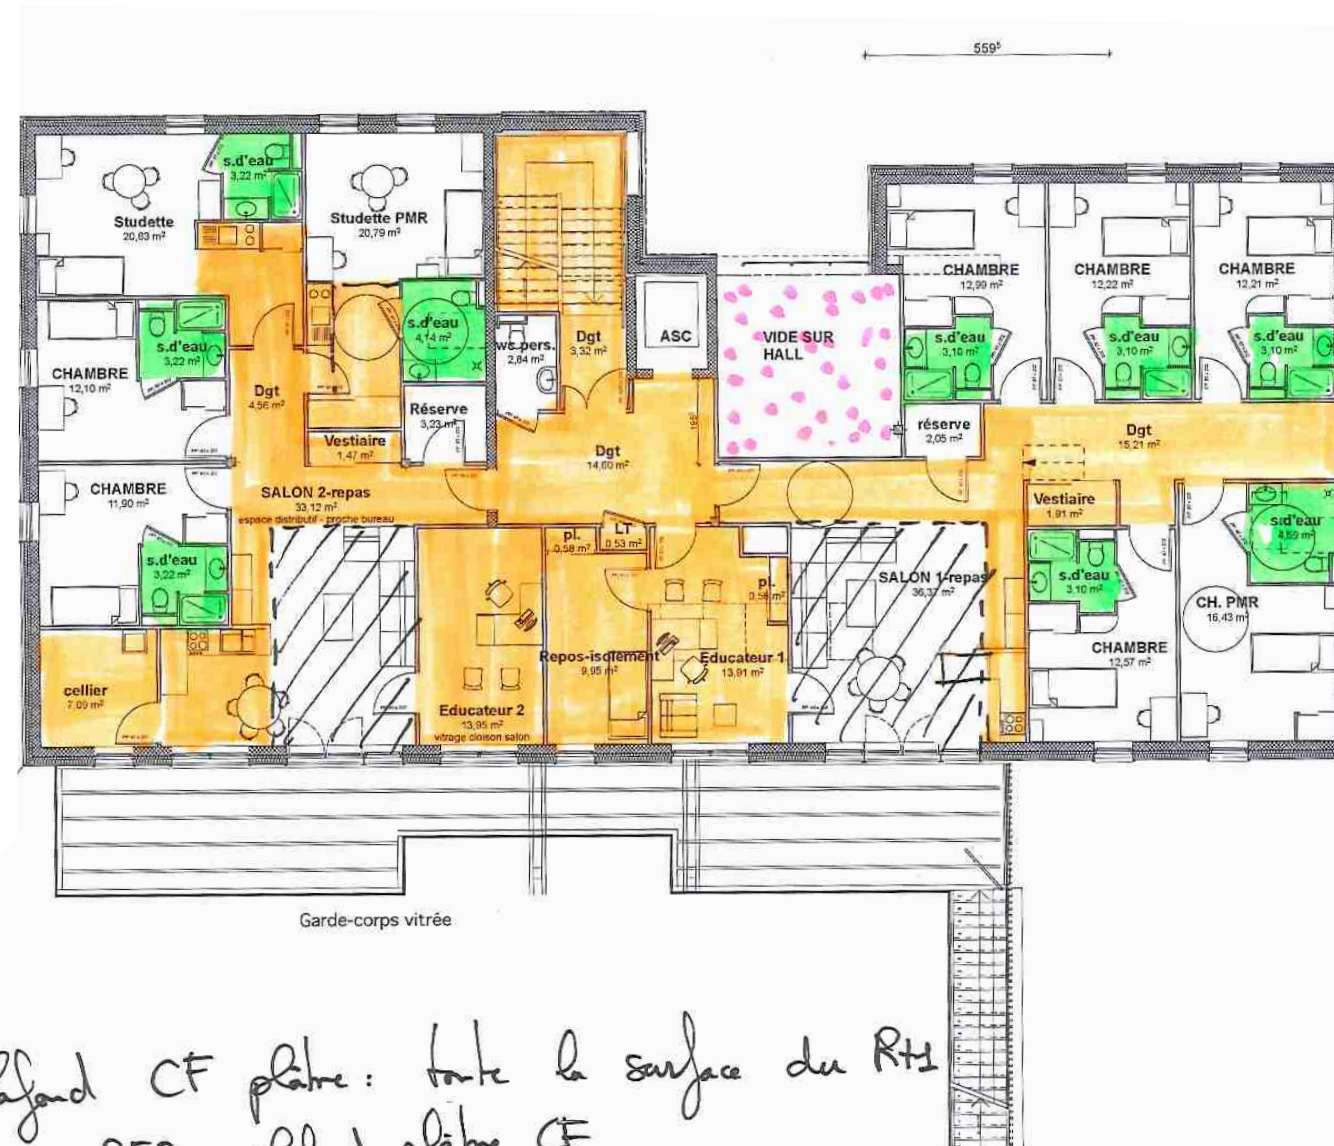 559⁵
s.d'eau
3,22 m²
Studette
20,63 m²
Studette PMR
20,79 m²
CHAMBRE
12,99 m²
CHAMBRE
12,22 m²
CHAMBRE
12,21 m²
s.d'eau
4,14 m²
wc pers.
2,84 m²
Dgt
3,32 m²
ASC
VIDE SUR
HALL
s.d'eau
3,10 m²
s.d'eau
3,10 m²
s.d'eau
3,10 m²
s.d'eau
3,22 m²
CHAMBRE
12,10 m²
Dgt
4,56 m²
Réserve
3,23 m²
Vestiaire
1,47 m²
Dgt
14,60 m²
réserve
2,05 m²
Dgt
15,21 m²
CHAMBRE
11,90 m²
SALON 2-repas
33,12 m²
espace distributif - proche bureau
Vestiaire
1,91 m²
pl.
0,58 m²
LT
0,53 m²
s.d'eau
4,59 m²
s.d'eau
3,22 m²
pl.
SALON 1-repas
s.d'eau
3,10 m²
CH. PMR
16,43 m²
Repos-isolement
9,95 m²
Educateur 1
13,91 m²
CHAMBRE
12,57 m²
cellier
7,09 m²
Educateur 2
13,95 m²
vitrage cloison salon
Garde-corps vitrée
CF plâtre : toute la surface du R+1
CF